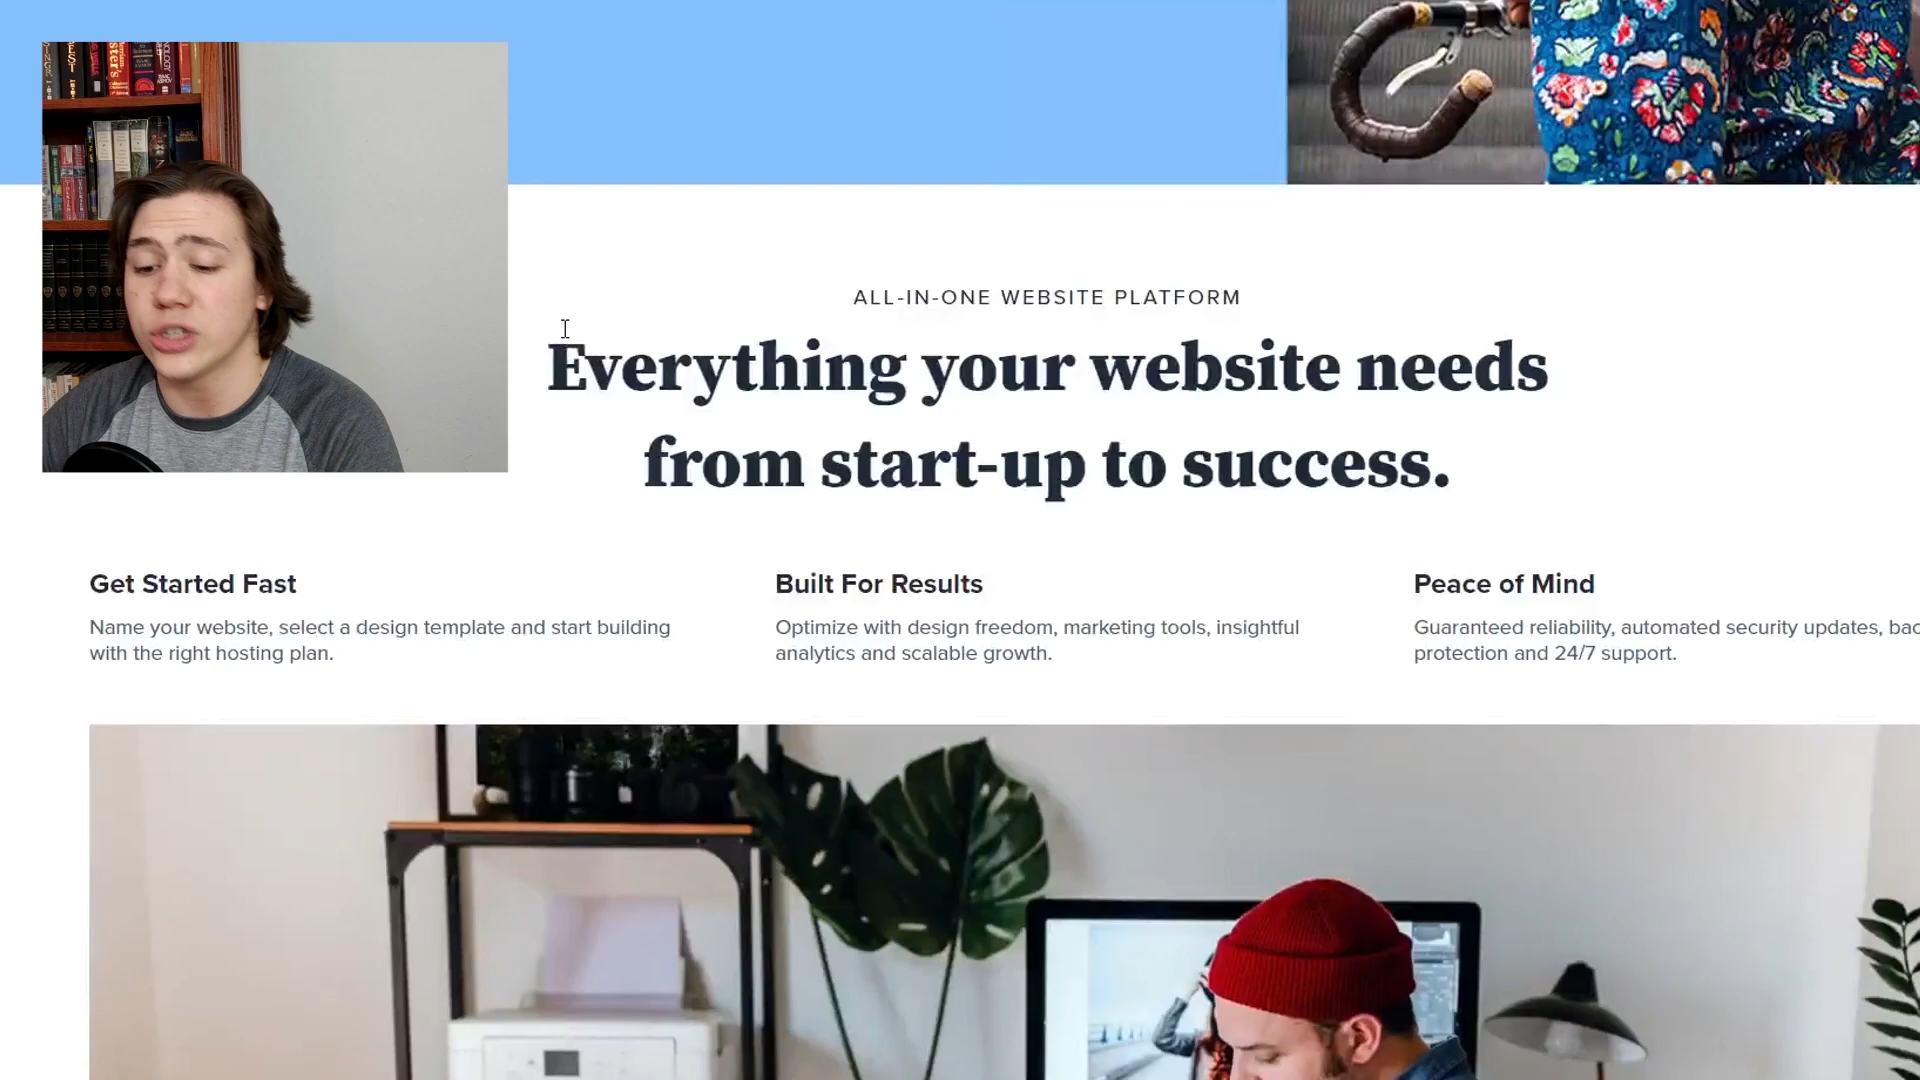 ALL-IN-ONE WEBSITE PLATFORM
Everything your website needs
from start-up to success.
Get Started Fast
Name your website, select a design template and start building
with the right hosting plan.
Built For Results
Optimize with design freedom, marketing tools, insightful
analytics and scalable growth.
Peace of Mind
Guaranteed reliability, automated security updates,
protection and 24/7 support.